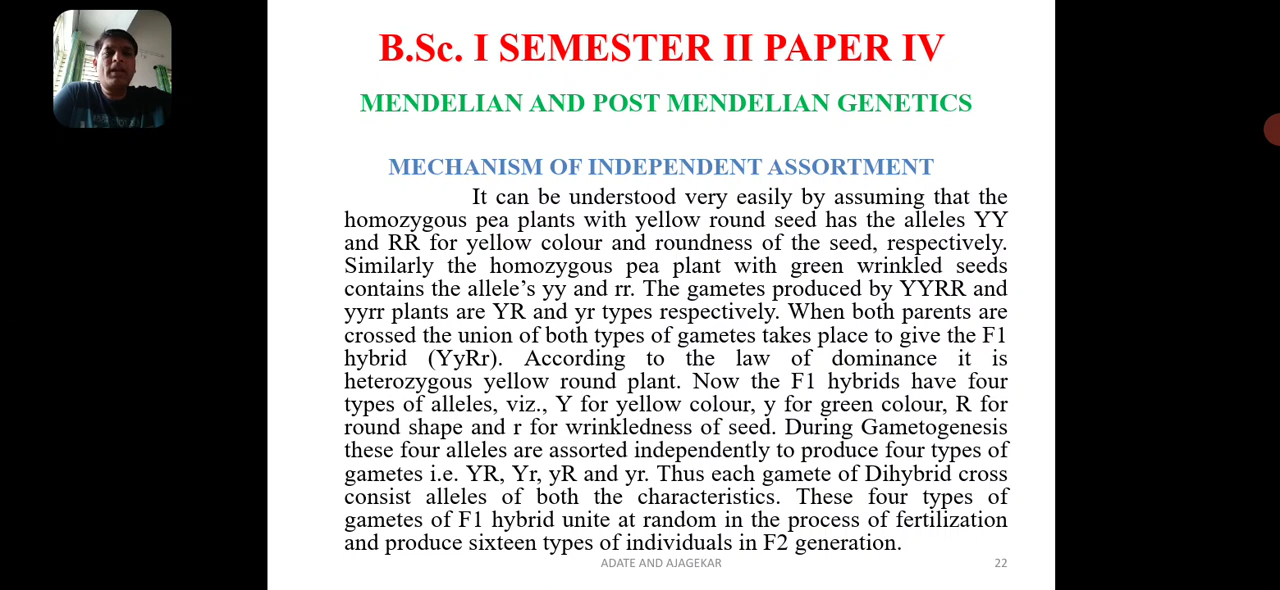 B.Sc. I SEMESTER II PAPER IV
MENDELIAN AND POST MENDELIAN GENETICS
MECHANISM OF INDEPENDENT ASSORTMENT
It can be understood very easily by assuming that the
homozygous pea plants with yellow round seed has the alleles YY
and RR for yellow colour and roundness of the seed, respectively.
Similarly the homozygous pea plant with green wrinkled seeds
contains the allele’s yy and rr. The gametes produced by YYRR and
yyrr plants are YR and yr types respectively. When both parents are
crossed the union of both types of gametes takes place to give the F1
hybrid (YyRr). According to the law of dominance it is
heterozygous yellow round plant. Now the F1 hybrids have four
types of alleles, viz., Y for yellow colour, y for green colour, R for
round shape and r for wrinkledness of seed. During Gametogenesis
these four alleles are assorted independently to produce four types of
gametes i.e. YR, Yr, yR and yr. Thus each gamete of Dihybrid cross
consist alleles of both the characteristics. These four types of
gametes of F1 hybrid unite at random in the process of fertilization
and produce sixteen types of individuals in F2 generation.
ADATE AND AJAGEKAR 22